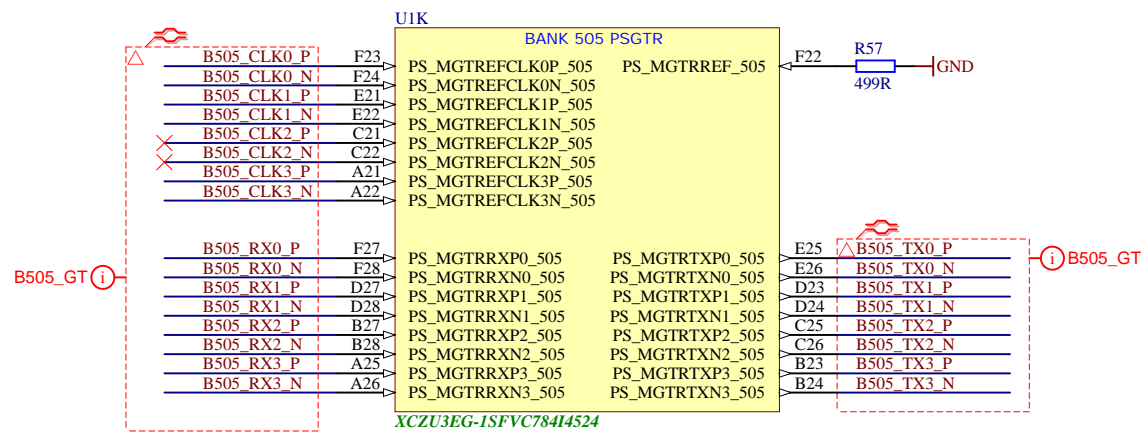 U1K
BANK 505 PSGTR
B505_CLK0_P F23 PS_MGTREFCLK0P_505 PS_MGTRREF_505 F22 R57 GND
499R
B505_CLK0_N F24 PS_MGTREFCLK0N_505
B505_CLK1_P E21 PS_MGTREFCLK1P_505
B505_CLK1_N E22 PS_MGTREFCLK1N_505
B505_CLK2_P C21 PS_MGTREFCLK2P_505
B505_CLK2_N C22 PS_MGTREFCLK2N_505
B505_CLK3_P A21 PS_MGTREFCLK3P_505
B505_CLK3_N A22 PS_MGTREFCLK3N_505
B505_RX0_P F27 PS_MGTRRXP0_505 PS_MGTRTXP0_505 E25 B505_TX0_P
B505_GT i B505_RX0_N F28 PS_MGTRRXN0_505 PS_MGTRTXN0_505 E26 B505_TX0_N i B505_GT
B505_RX1_P D27 PS_MGTRRXP1_505 PS_MGTRTXP1_505 D23 B505_TX1_P
B505_RX1_N D28 PS_MGTRRXN1_505 PS_MGTRTXN1_505 D24 B505_TX1_N
B505_RX2_P B27 PS_MGTRRXP2_505 PS_MGTRTXP2_505 C25 B505_TX2_P
B505_RX2_N B28 PS_MGTRRXN2_505 PS_MGTRTXN2_505 C26 B505_TX2_N
B505_RX3_P A25 PS_MGTRRXP3_505 PS_MGTRTXP3_505 B23 B505_TX3_P
B505_RX3_N A26 PS_MGTRRXN3_505 PS_MGTRTXN3_505 B24 B505_TX3_N
XCZU3EG-1SFVC784I4524